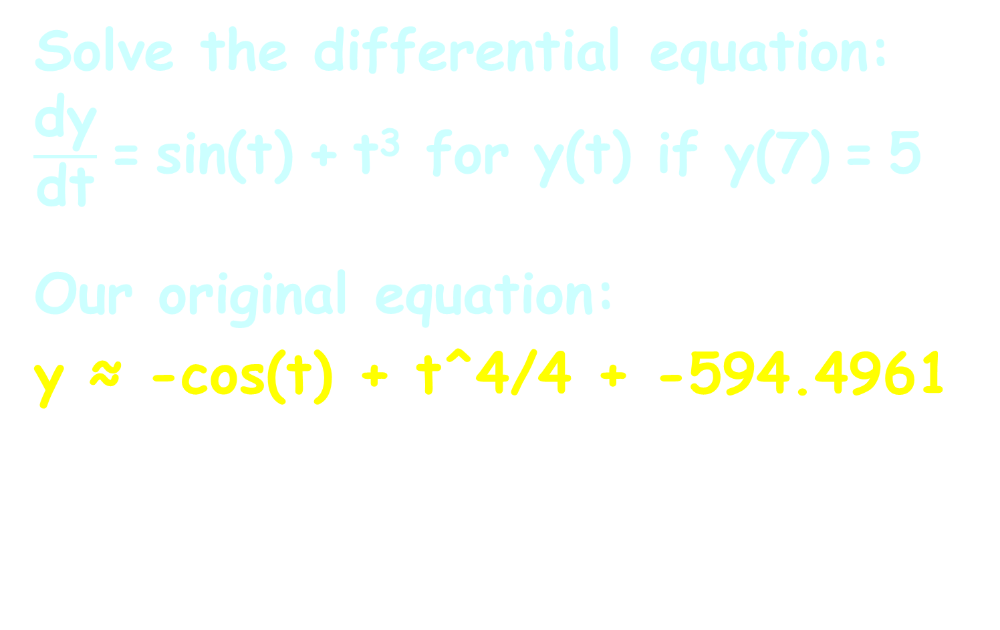 Solve the differential equation:
dy/dt = sin(t) + t³ for y(t) if y(7) = 5
Our original equation:
y ≈ -cos(t) + t^4/4 + -594.4961